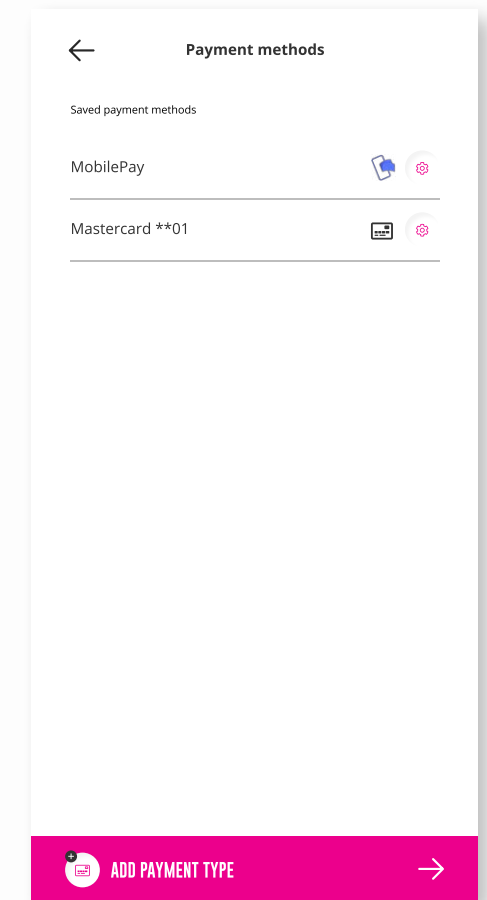 Payment methods
Saved payment methods
MobilePay
Mastercard **01
ADD PAYMENT TYPE